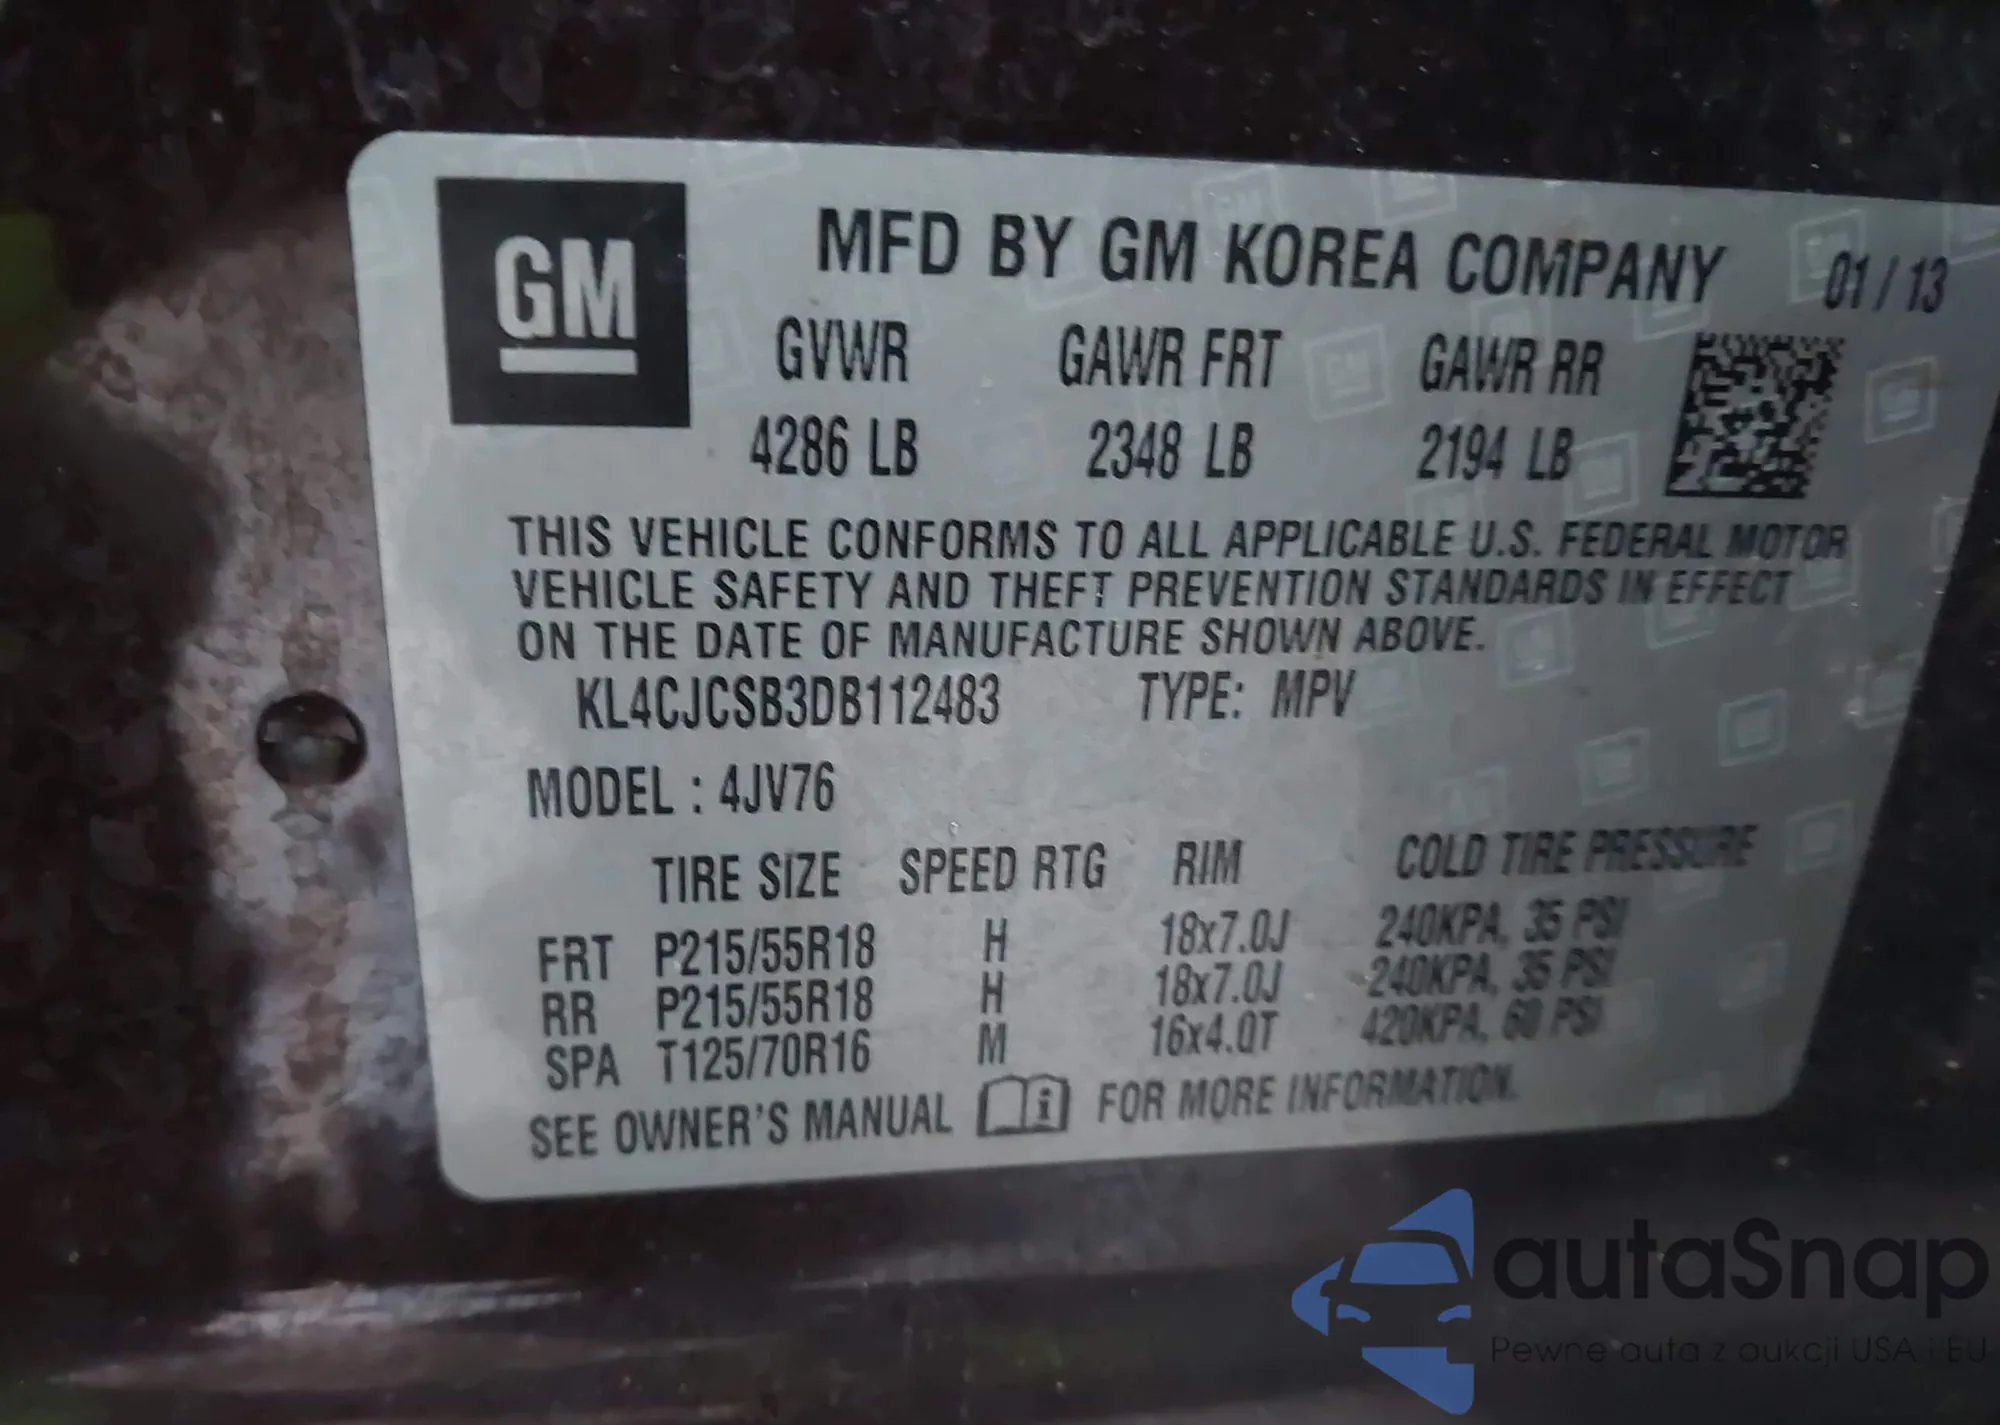 GM
MFD BY GM KOREA COMPANY 01 / 13
GVWR GAWR FRT GAWR RR
4286 LB 2348 LB 2194 LB
THIS VEHICLE CONFORMS TO ALL APPLICABLE U.S. FEDERAL MOTOR
VEHICLE SAFETY AND THEFT PREVENTION STANDARDS IN EFFECT
ON THE DATE OF MANUFACTURE SHOWN ABOVE.
KL4CJCSB3DB112483 TYPE: MPV
MODEL : 4JV76
TIRE SIZE SPEED RTG RIM COLD TIRE PRESSURE
FRT P215/55R18 H 18x7.0J 240KPA, 35 PSI
RR P215/55R18 H 18x7.0J 240KPA, 35 PSI
SPA T125/70R16 M 16x4.0T 420KPA, 60 PSI
SEE OWNER'S MANUAL i FOR MORE INFORMATION.
autaSnap
Pewne auta z aukcji USA i EU